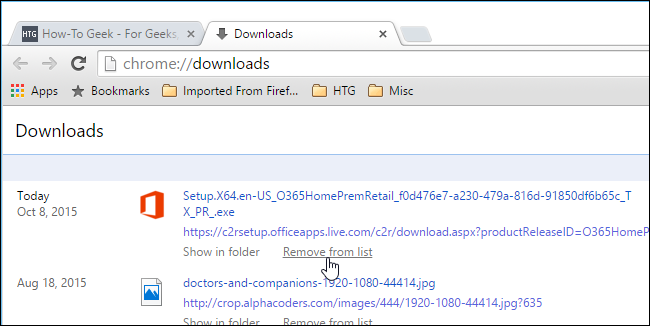 HTG How-To Geek - For Geeks, Downloads
chrome://downloads
Apps Bookmarks Imported From Firef... HTG Misc
Downloads
Today
Oct 8, 2015
Setup.X64.en-US_O365HomePremRetail_f0d476e7-a230-479a-816d-91850df6b65c_T
X_PR_.exe
https://c2rsetup.officeapps.live.com/c2r/download.aspx?productReleaseID=O365HomeP
Show in folder Remove from list
Aug 18, 2015
doctors-and-companions-1920-1080-44414.jpg
http://crop.alphacoders.com/images/444/1920-1080-44414.jpg?635
Show in folder Remove from list